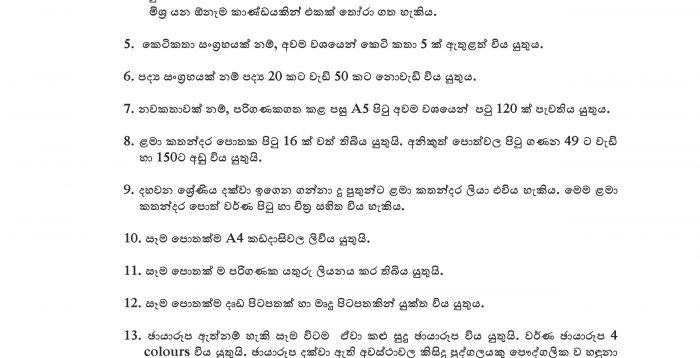 මිශ්‍ර යන ඕනෑම කාණ්ඩයකින් එකක් තෝරා ගත හැකිය.
5. කෙටිකතා සංග්‍රහයක් නම්, අවම වශයෙන් කෙටි කතා 5 ක් ඇතුළත් විය යුතුය.
6. පද්‍ය සංග්‍රහයක් නම් පද්‍ය 20 කට වැඩි 50 කට නොවැඩි විය යුතුය.
7. නවකතාවක් නම්, පරිගණකගත කළ පසු A5 පිටු අවම වශයෙන් පටු 120 ක් පැවතිය යුතුය.
8. ළමා කතන්දර පොතක පිටු 16 ක් වත් තිබිය යුතුයි. අනිකුත් පොත්වල පිටු ගණන 49 ට වැඩි
හා 150ට අඩු විය යුතුයි.
9. දහවන ශ්‍රේණිය දක්වා ඉගෙන ගන්නා දූ පුතුන්ට ළමා කතන්දර ලියා එවිය හැකිය. මෙම ළමා
කතන්දර පොත් වර්ණ පිටු හා චිත්‍ර සහිත විය හැකිය.
10. සෑම පොතක්ම A4 කඩදාසිවල ලිවිය යුතුයි.
11. සෑම පොතක් ම පරිගණක යතුරු ලියනය කර තිබිය යුතුයි.
12. සෑම පොතක්ම දෘඩ පිටපතක් හා මෘදු පිටපතකින් යුක්ත විය යුතුය.
13. ඡායාරූප ඇත්නම් හැකි සෑම විටම ඒවා කළු සුදු ඡායාරූප විය යුතුයි. වර්ණ ඡායාරූප 4
colours විය යුතුයි. ඡායාරූප දක්වා ඇති අවස්ථාවල කිසිදු පුද්ගලයකු පෞද්ගලිකව හඳුනා